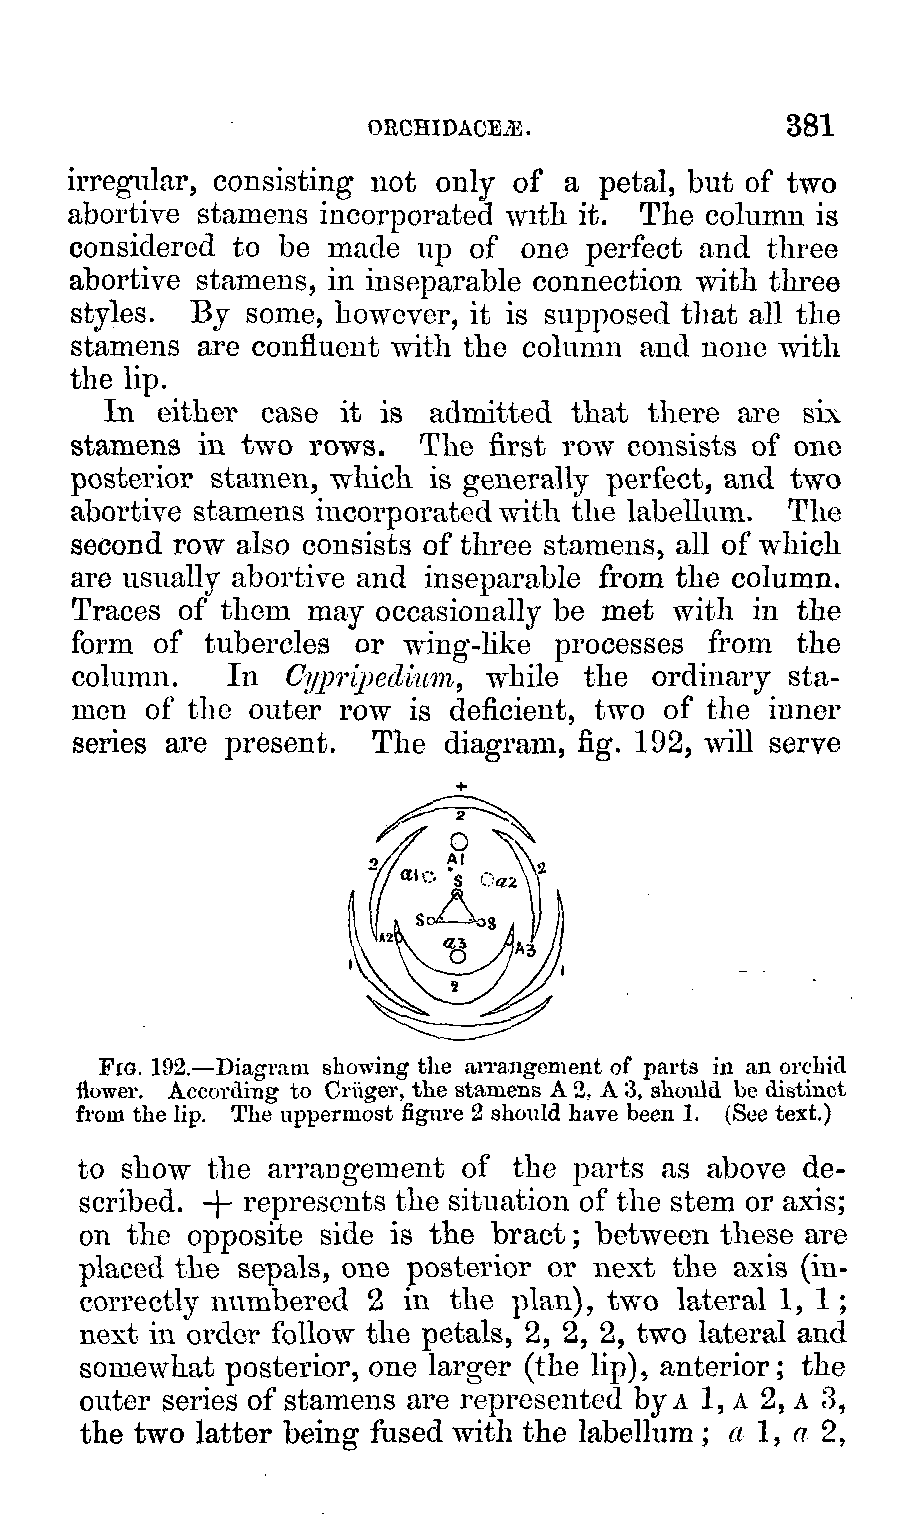 ORCHIDACEÆ. 381
irregular, consisting not only of a petal, but of two
abortive stamens incorporated with it. The column is
considered to be made up of one perfect and three
abortive stamens, in inseparable connection with three
styles. By some, however, it is supposed that all the
stamens are confluent with the column and none with
the lip.
In either case it is admitted that there are six
stamens in two rows. The first row consists of one
posterior stamen, which is generally perfect, and two
abortive stamens incorporated with the labellum. The
second row also consists of three stamens, all of which
are usually abortive and inseparable from the column.
Traces of them may occasionally be met with in the
form of tubercles or wing-like processes from the
column. In Cypripedium, while the ordinary sta-
men of the outer row is deficient, two of the inner
series are present. The diagram, fig. 192, will serve
+
2
A1
2 2
a1 S a2
S S
A2 a3 A3
1 1
2
FIG. 192.—Diagram showing the arrangement of parts in an orchid
flower. According to Crüger, the stamens A 2, A 3, should be distinct
from the lip. The uppermost figure 2 should have been 1. (See text.)
to show the arrangement of the parts as above de-
scribed. + represents the situation of the stem or axis;
on the opposite side is the bract; between these are
placed the sepals, one posterior or next the axis (in-
correctly numbered 2 in the plan), two lateral 1, 1;
next in order follow the petals, 2, 2, 2, two lateral and
somewhat posterior, one larger (the lip), anterior; the
outer series of stamens are represented by A 1, A 2, A 3,
the two latter being fused with the labellum; a 1, a 2,